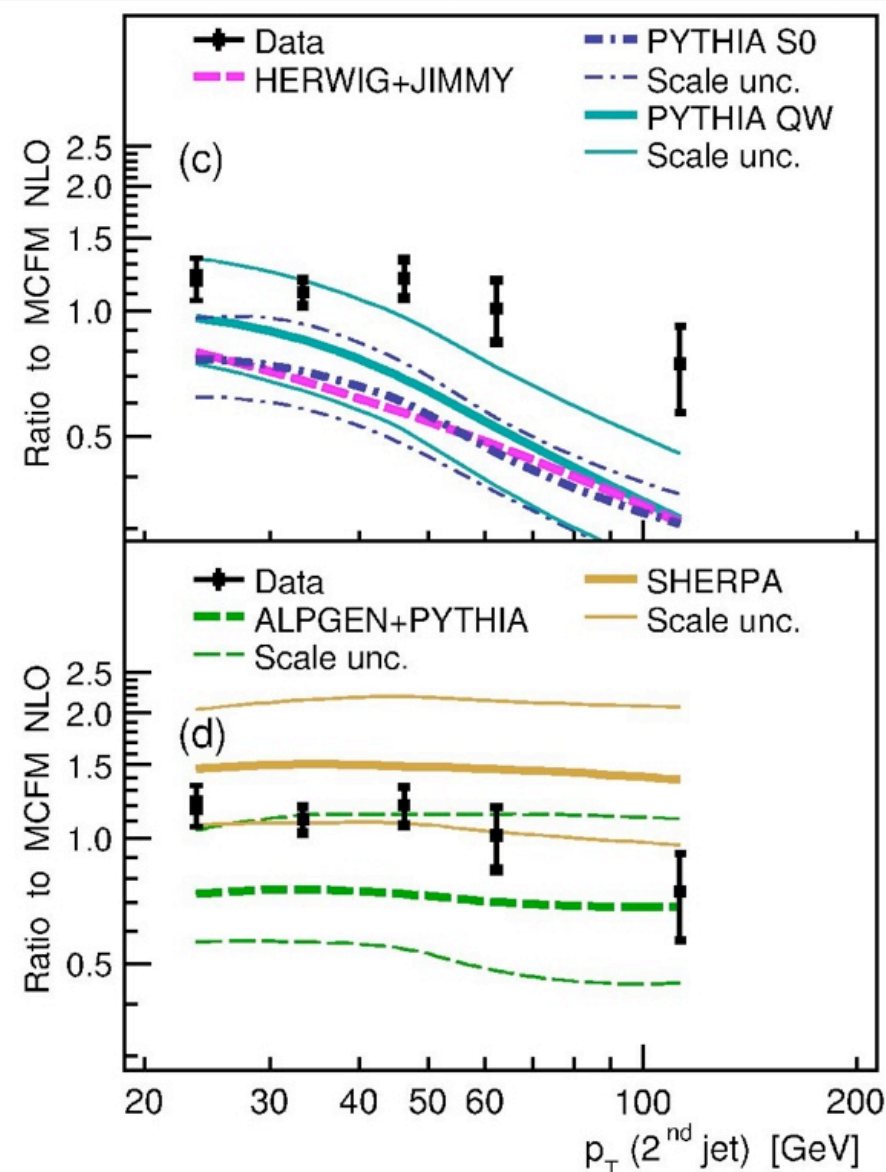 Data
HERWIG+JIMMY
PYTHIA S0
Scale unc.
PYTHIA QW
Scale unc.
(c)
Ratio to MCFM NLO
2.5
2.0
1.5
1.0
0.5
Data
ALPGEN+PYTHIA
Scale unc.
SHERPA
Scale unc.
(d)
Ratio to MCFM NLO
2.5
2.0
1.5
1.0
0.5
20 30 40 50 60 100 200
p_T (2^nd jet) [GeV]